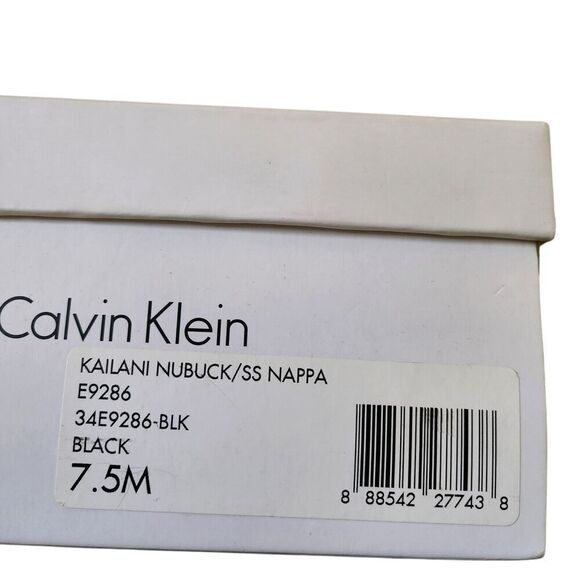 Calvin Klein
KAILANI NUBUCK/SS NAPPA
E9286
34E9286-BLK
BLACK
7.5M
8 88542 27743 8